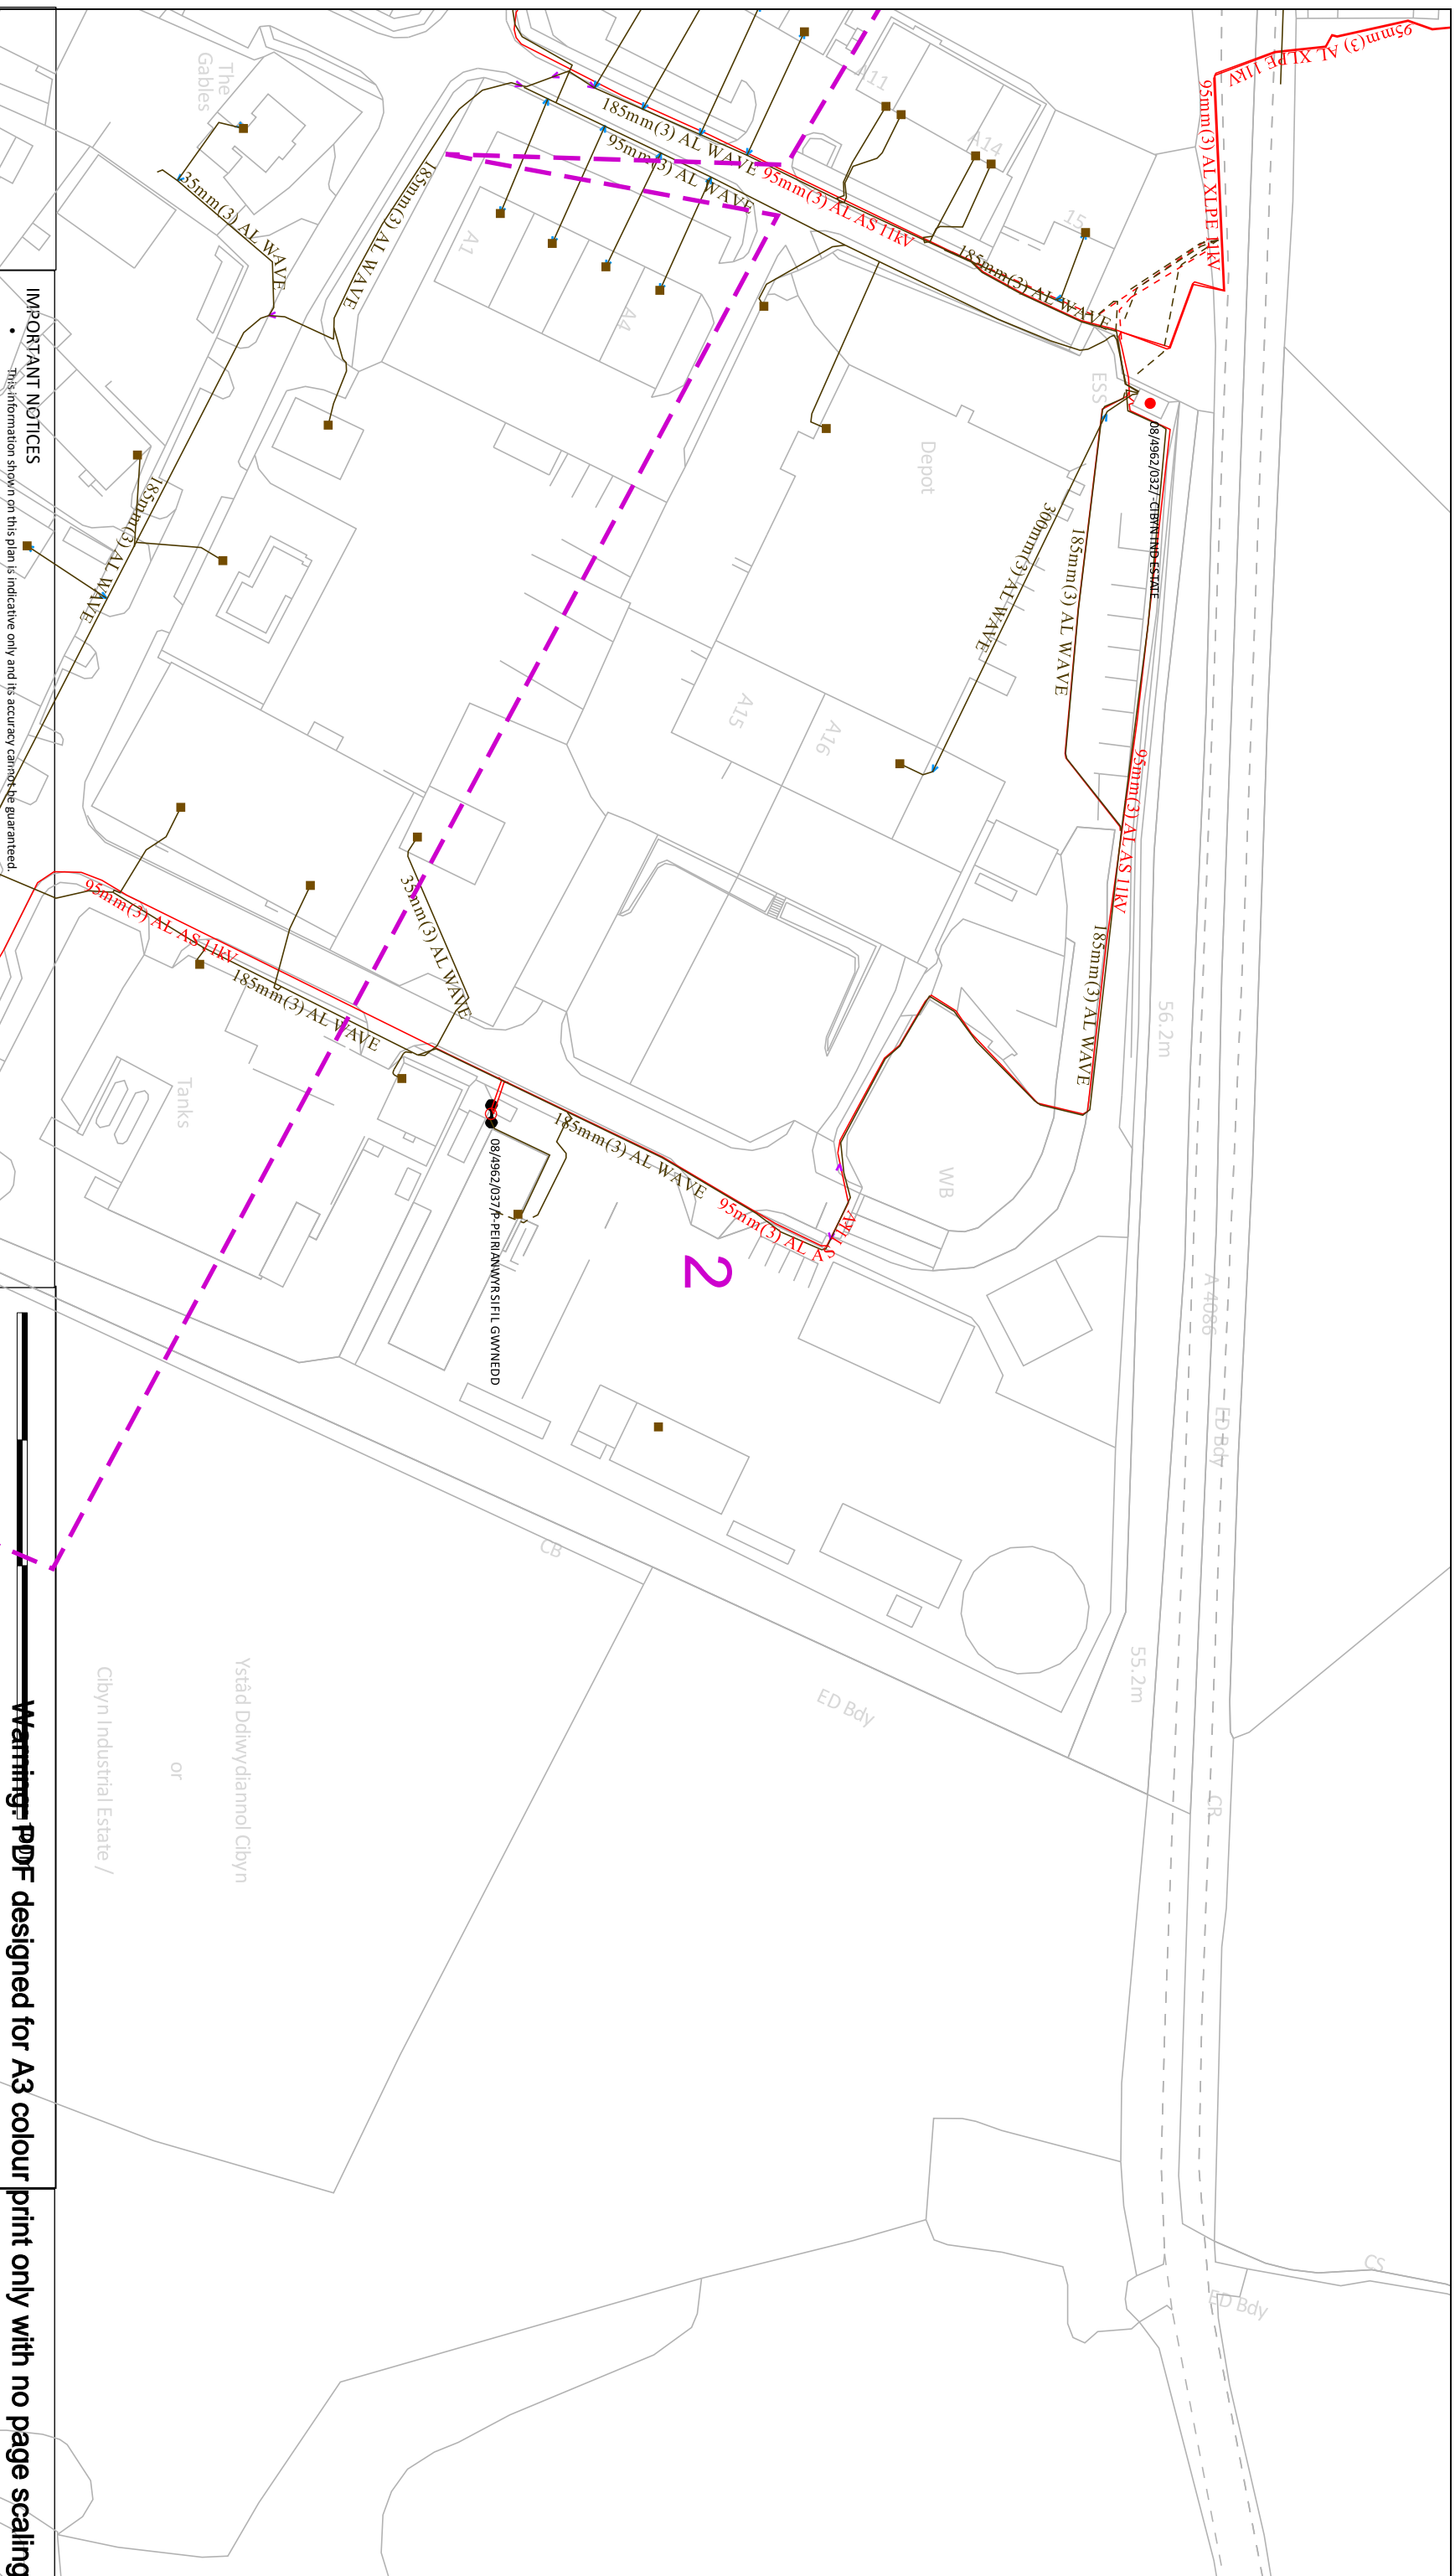 95mm(3) AL XLPE 11kV
95mm(3) AL XLPE 11kV
The
Gables
A11
A14
15
185mm(3) AL WAVE
95mm(3) AL WAVE
95mm(3) AL AS 11kV
185mm(3) AL WAVE
35mm(3) AL WAVE
185mm(3) AL WAVE
A1
A4
ESS
08/4962/032/-CIBYN IND ESTATE
Depot
300mm(3) AL WAVE
185mm(3) AL WAVE
A15
A16
95mm(3) AL AS 11kV
185mm(3) AL WAVE
185mm(3) AL WAVE
IMPORTANT NOTICES
• This information shown on this plan is indicative only and its accuracy cannot be guaranteed.
95mm(3) AL AS 11kV
185mm(3) AL WAVE
35mm(3) AL WAVE
56.2m
Tanks
WB
185mm(3) AL WAVE
95mm(3) AL AS 11kV
08/4962/037/P-PEIRIANWYRSIFIL GWYNEDD
2
A 4086
ED Bdy
CB
55.2m
ED Bdy
CR
Ystâd Ddiwydiannol Cibyn
or
Cibyn Industrial Estate /
Warning: PDF designed for A3 colour print only with no page scaling
CS
ED Bdy